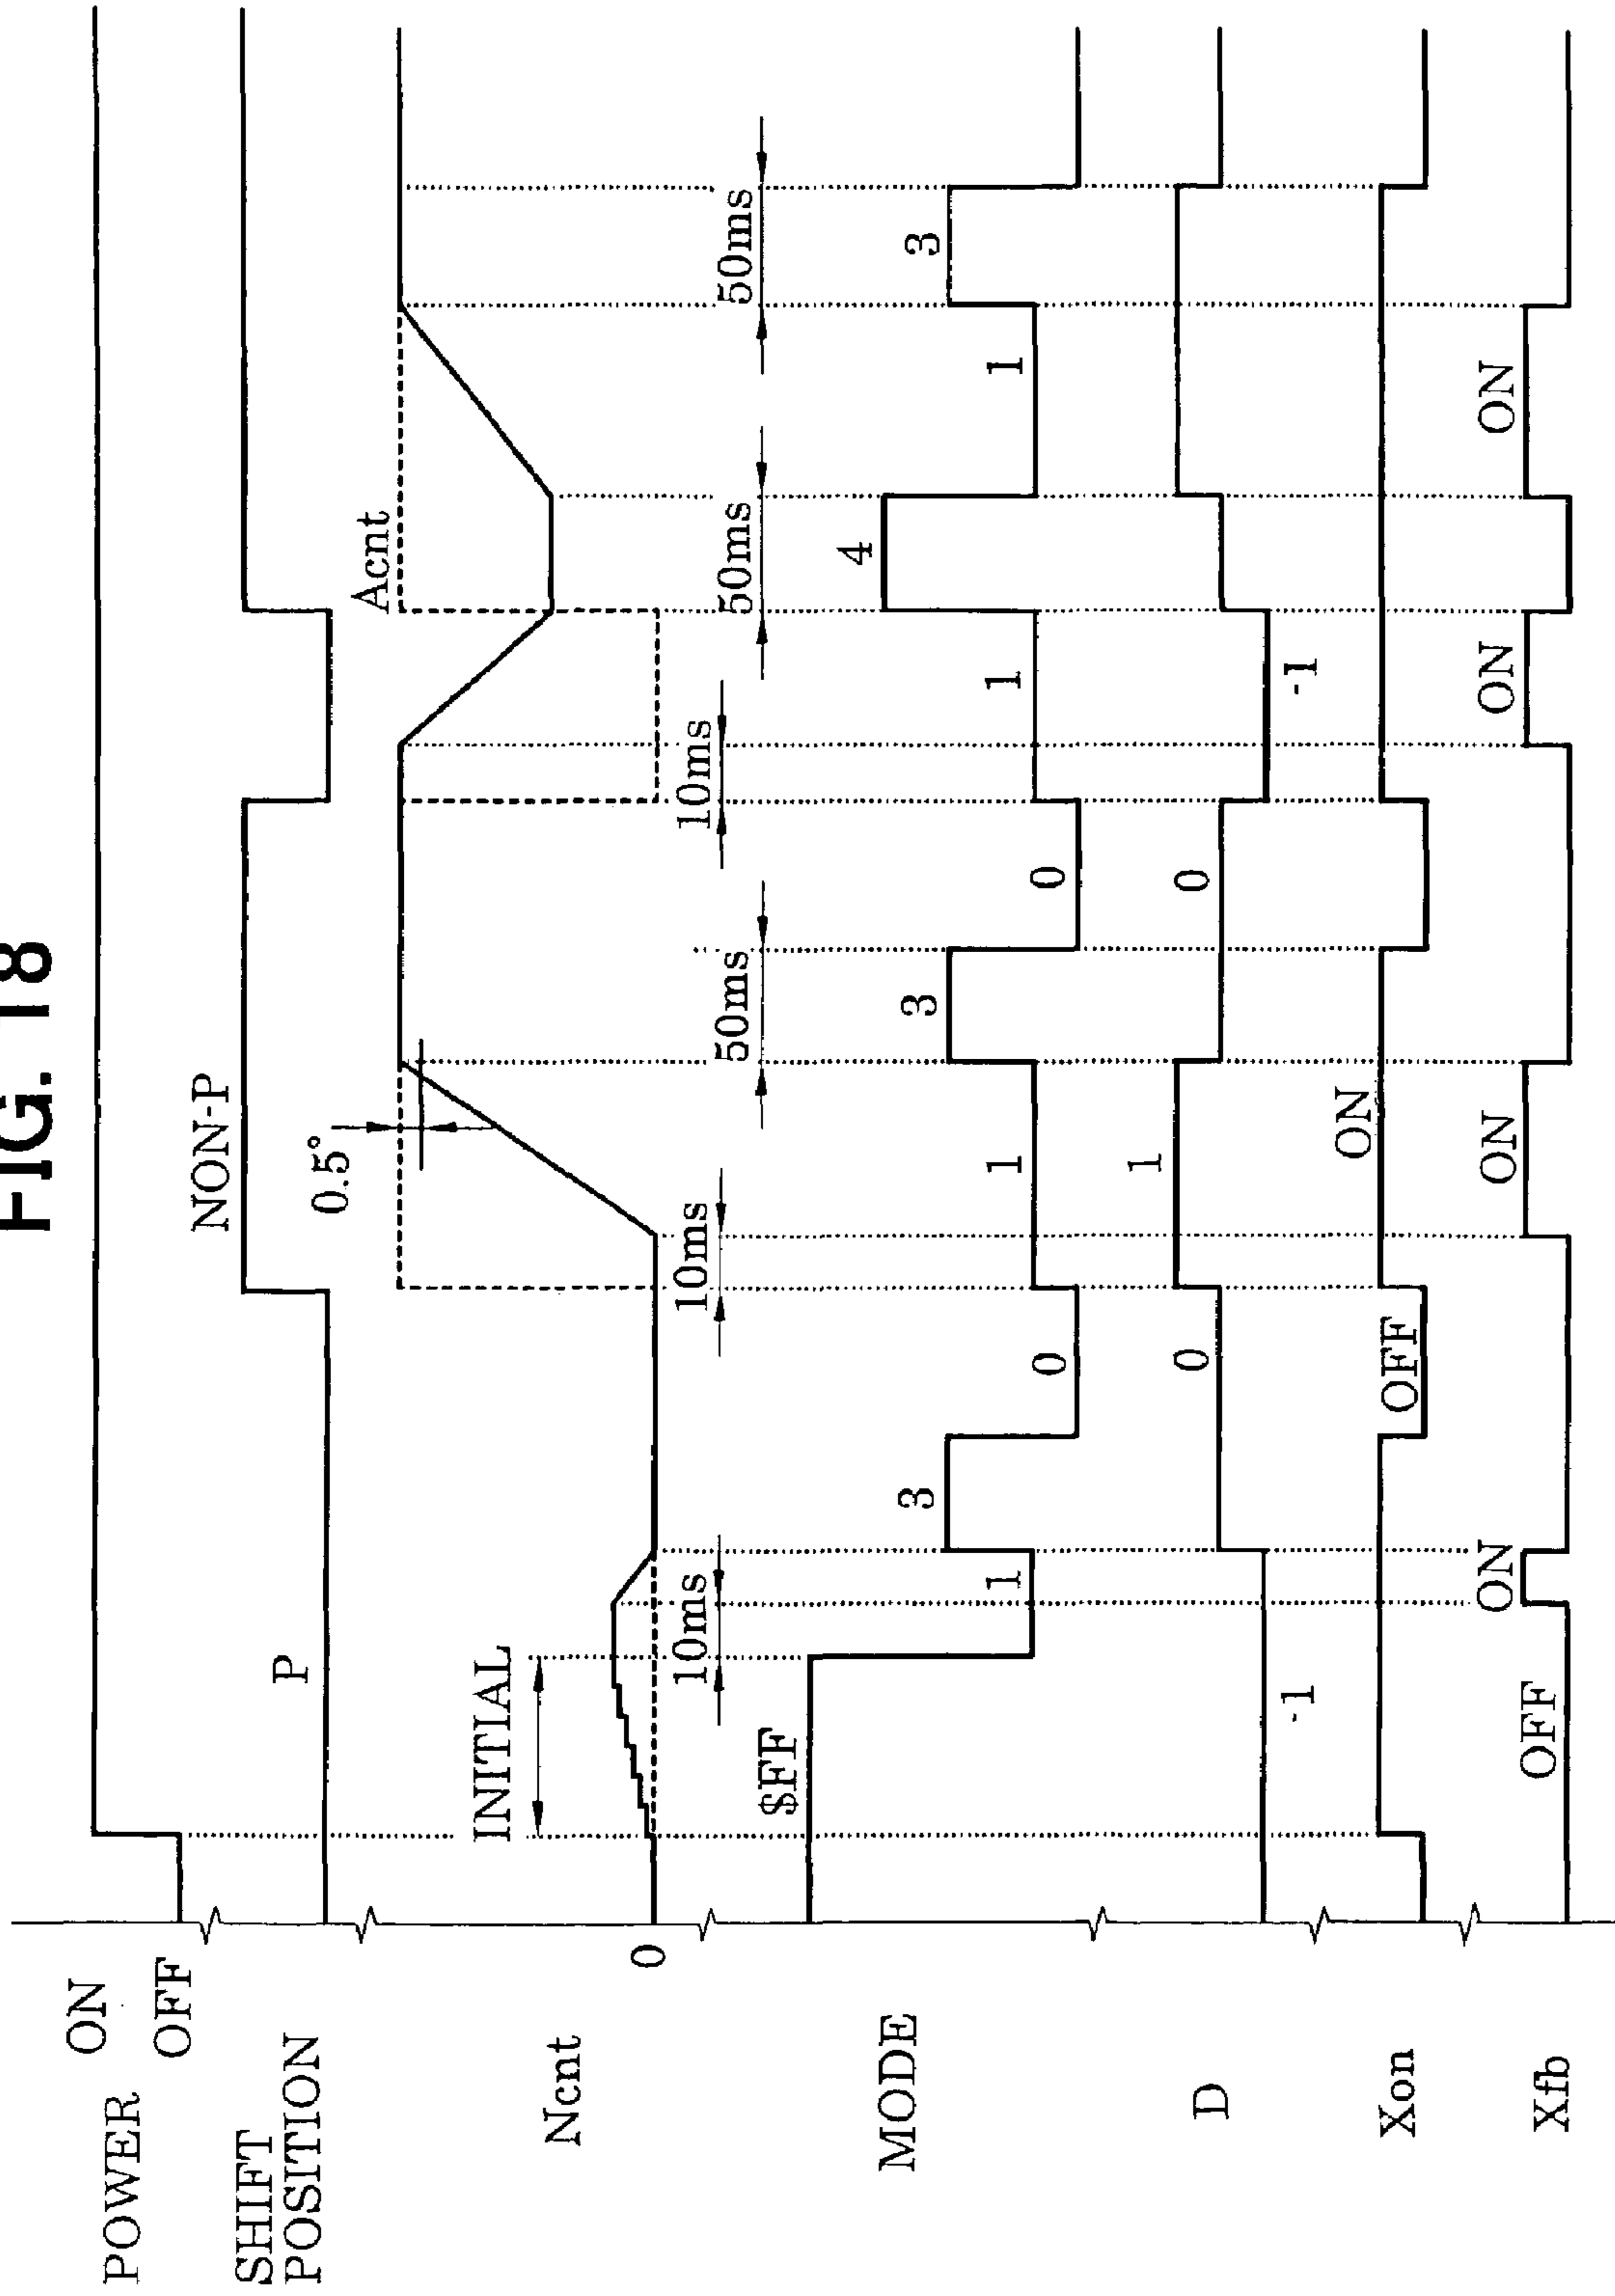 FIG. 18
POWER
ON
OFF
SHIFT
POSITION
P
NON-P
Ncnt
0
INITIAL
0.5°
Acnt
10ms
10ms
50ms
10ms
50ms
50ms
MODE
$FF
1
3
0
1
3
0
1
4
1
3
D
-1
0
1
0
-1
Xon
OFF
ON
Xfb
OFF
ON
ON
ON
ON